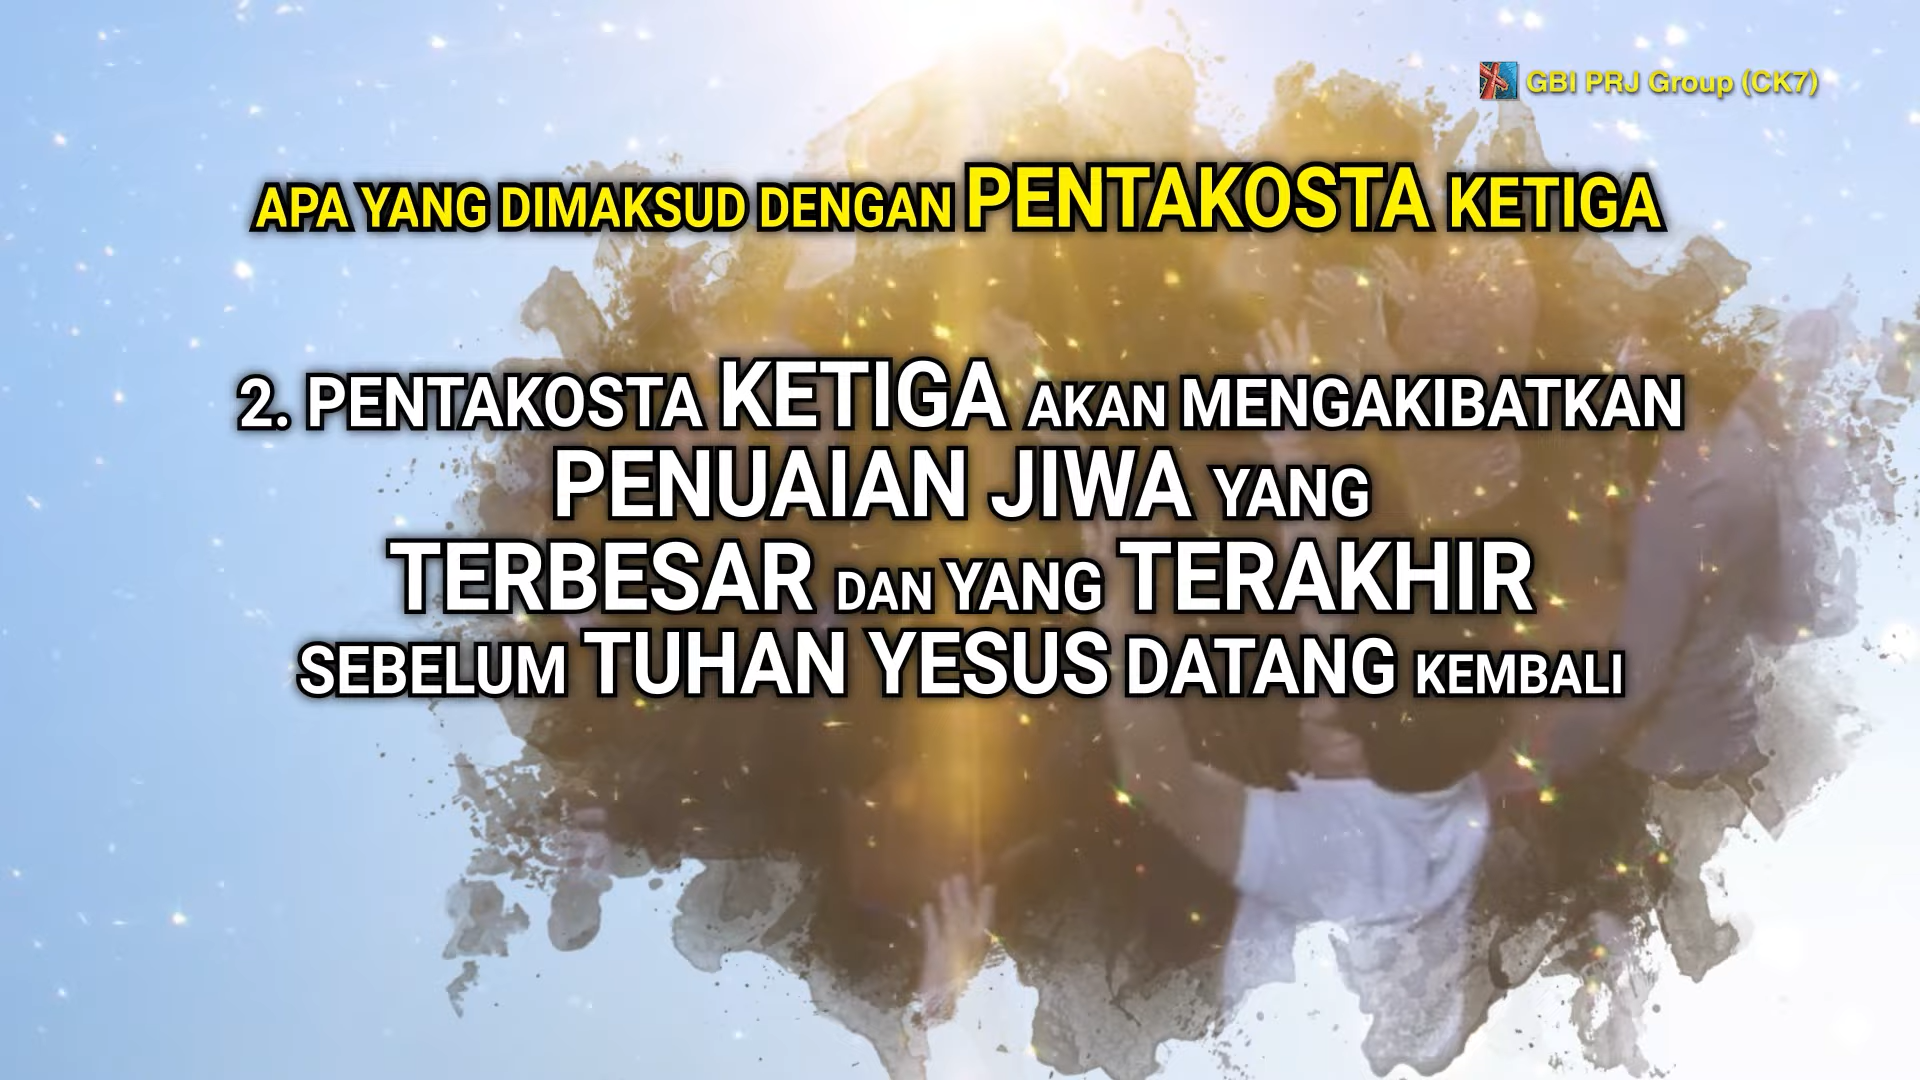 GBI PRJ Group (CK7)
APA YANG DIMAKSUD DENGAN PENTAKOSTA KETIGA
2. PENTAKOSTA KETIGA AKAN MENGAKIBATKAN
PENUAIAN JIWA YANG
TERBESAR DAN YANG TERAKHIR
SEBELUM TUHAN YESUS DATANG KEMBALI